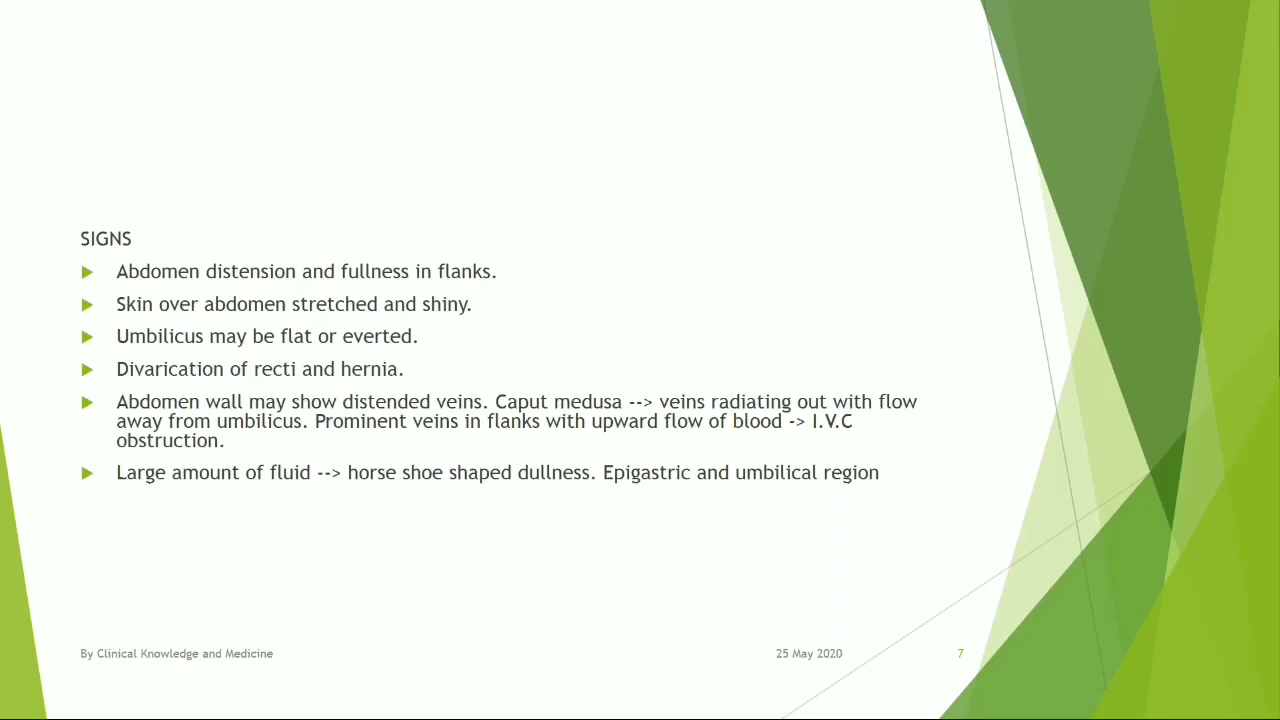 SIGNS
Abdomen distension and fullness in flanks.
Skin over abdomen stretched and shiny.
Umbilicus may be flat or everted.
Divarication of recti and hernia.
Abdomen wall may show distended veins. Caput medusa --> veins radiating out with flow
away from umbilicus. Prominent veins in flanks with upward flow of blood -> I.V.C
obstruction.
Large amount of fluid --> horse shoe shaped dullness. Epigastric and umbilical region
By Clinical Knowledge and Medicine
25 May 2020
7